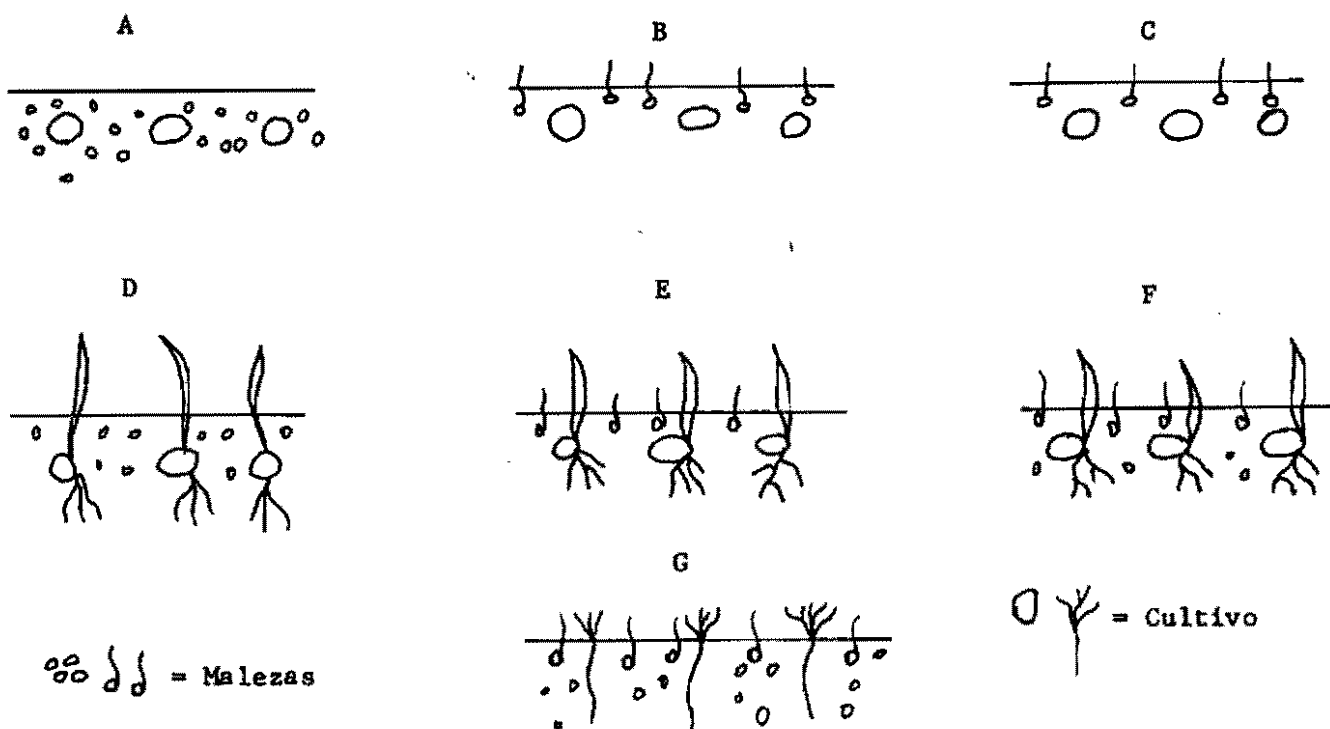 A
B
C
D
E
F
G
= Malezas
= Cultivo